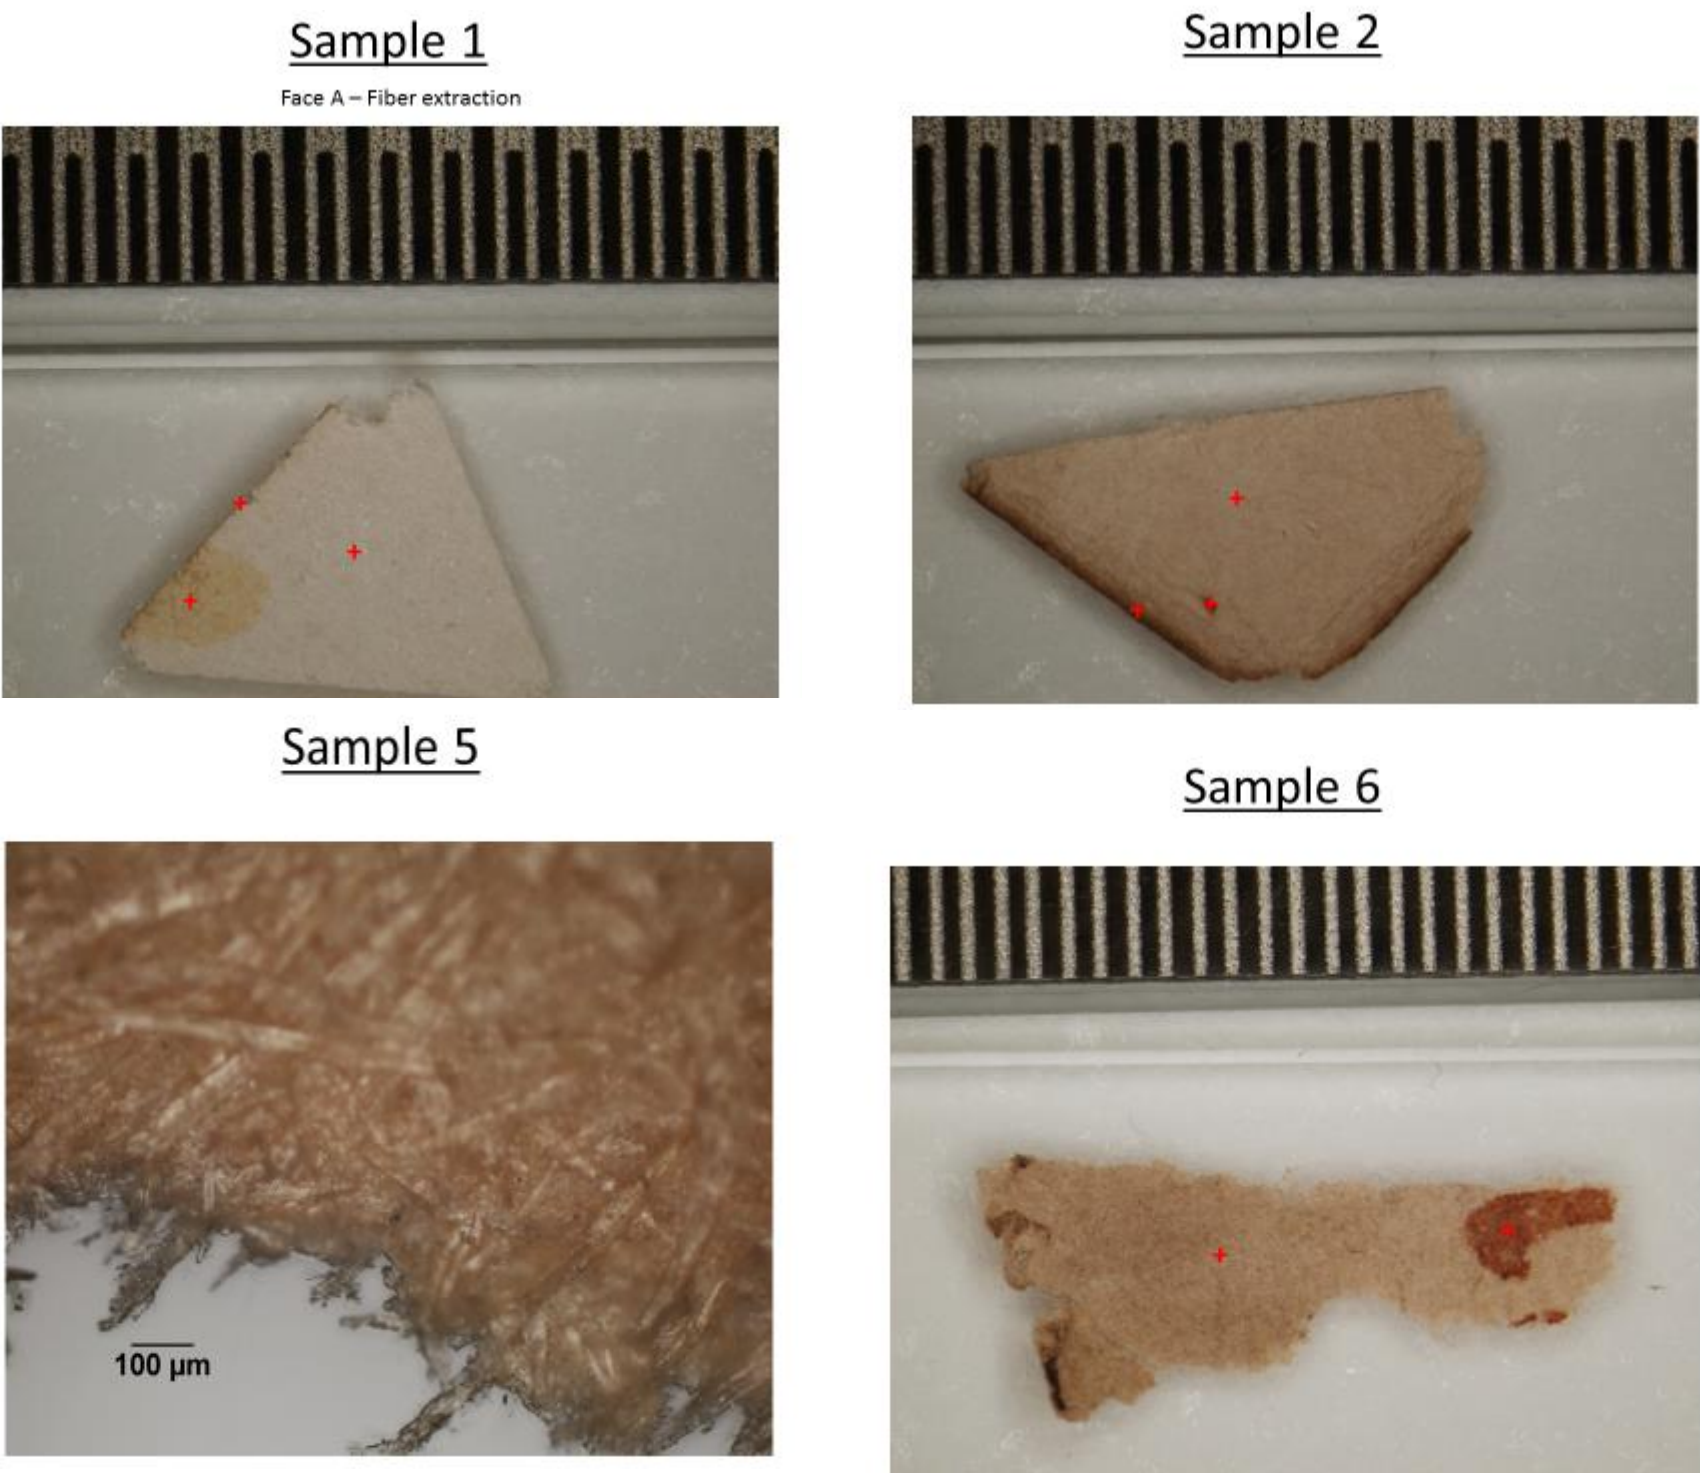 Sample 1
Face A – Fiber extraction
Sample 2
Sample 5
100 µm
Sample 6